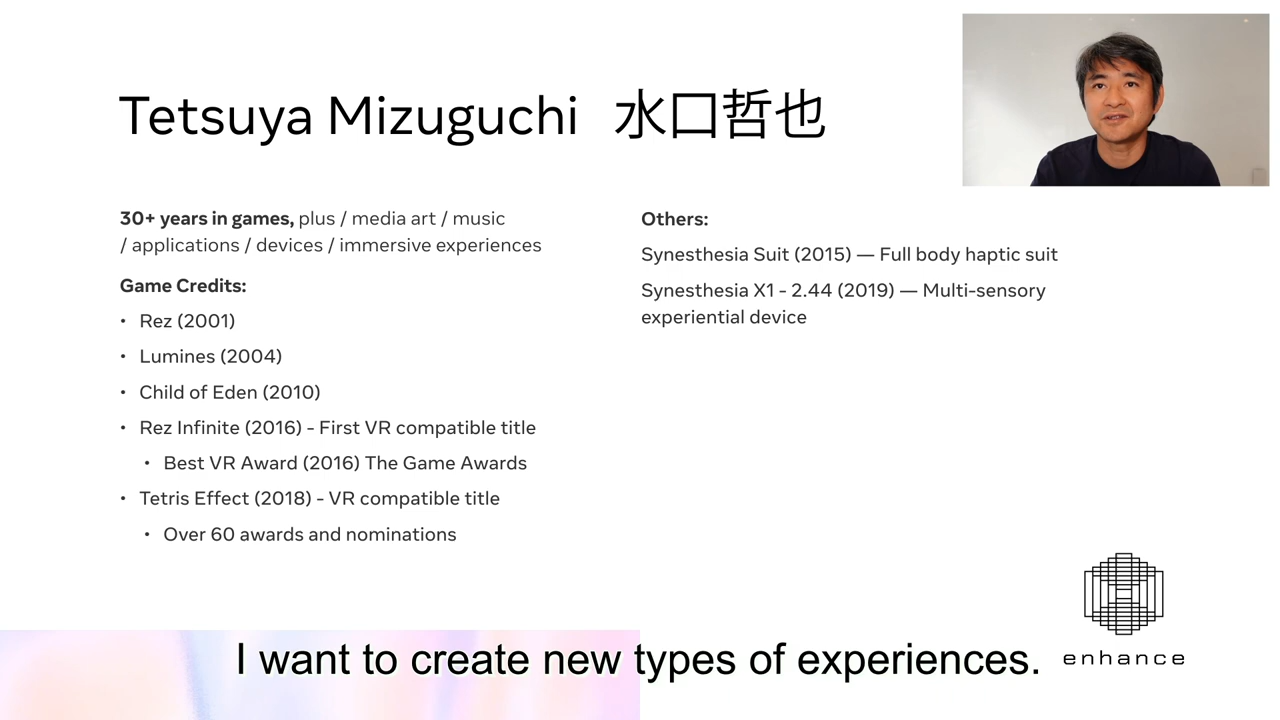 Tetsuya Mizuguchi 水口哲也
30+ years in games, plus / media art / music
/ applications / devices / immersive experiences
Game Credits:
• Rez (2001)
• Lumines (2004)
• Child of Eden (2010)
• Rez Infinite (2016) - First VR compatible title
• Best VR Award (2016) The Game Awards
• Tetris Effect (2018) - VR compatible title
• Over 60 awards and nominations
Others:
Synesthesia Suit (2015) — Full body haptic suit
Synesthesia X1 - 2.44 (2019) — Multi-sensory
experiential device
enhance
I want to create new types of experiences.